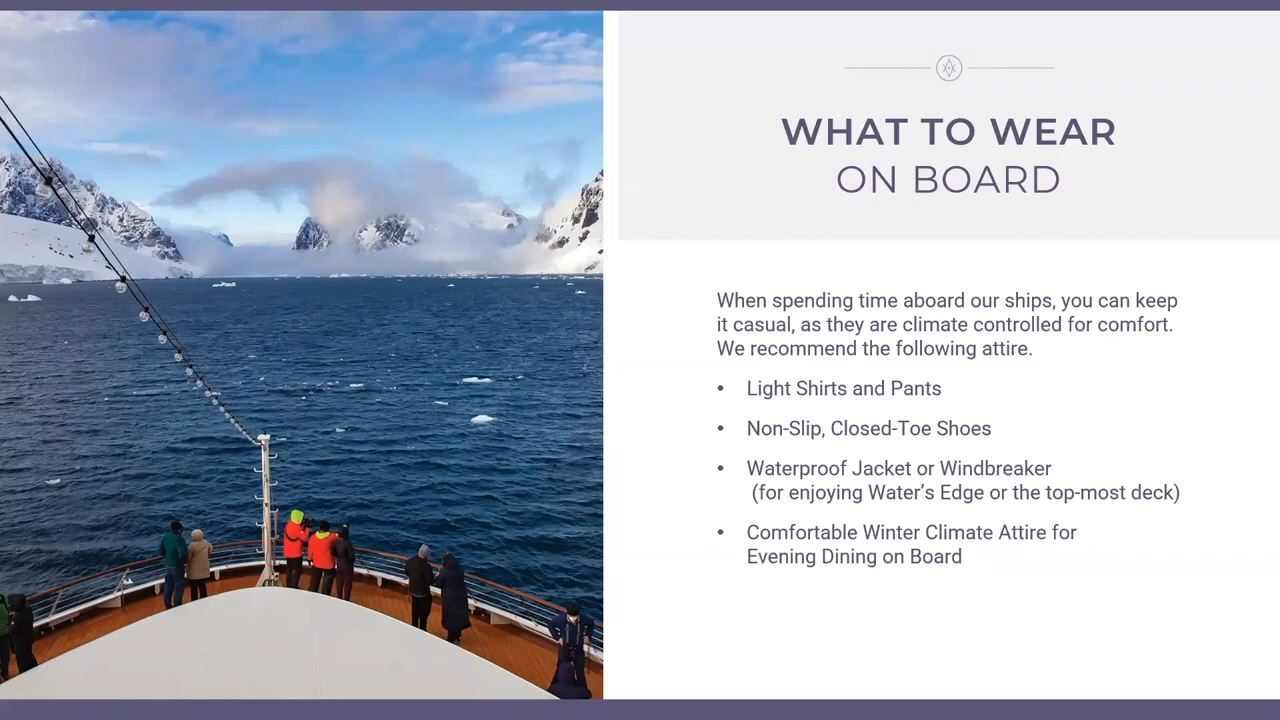 WHAT TO WEAR
ON BOARD
When spending time aboard our ships, you can keep
it casual, as they are climate controlled for comfort.
We recommend the following attire.
• Light Shirts and Pants
• Non-Slip, Closed-Toe Shoes
• Waterproof Jacket or Windbreaker
(for enjoying Water’s Edge or the top-most deck)
• Comfortable Winter Climate Attire for
Evening Dining on Board